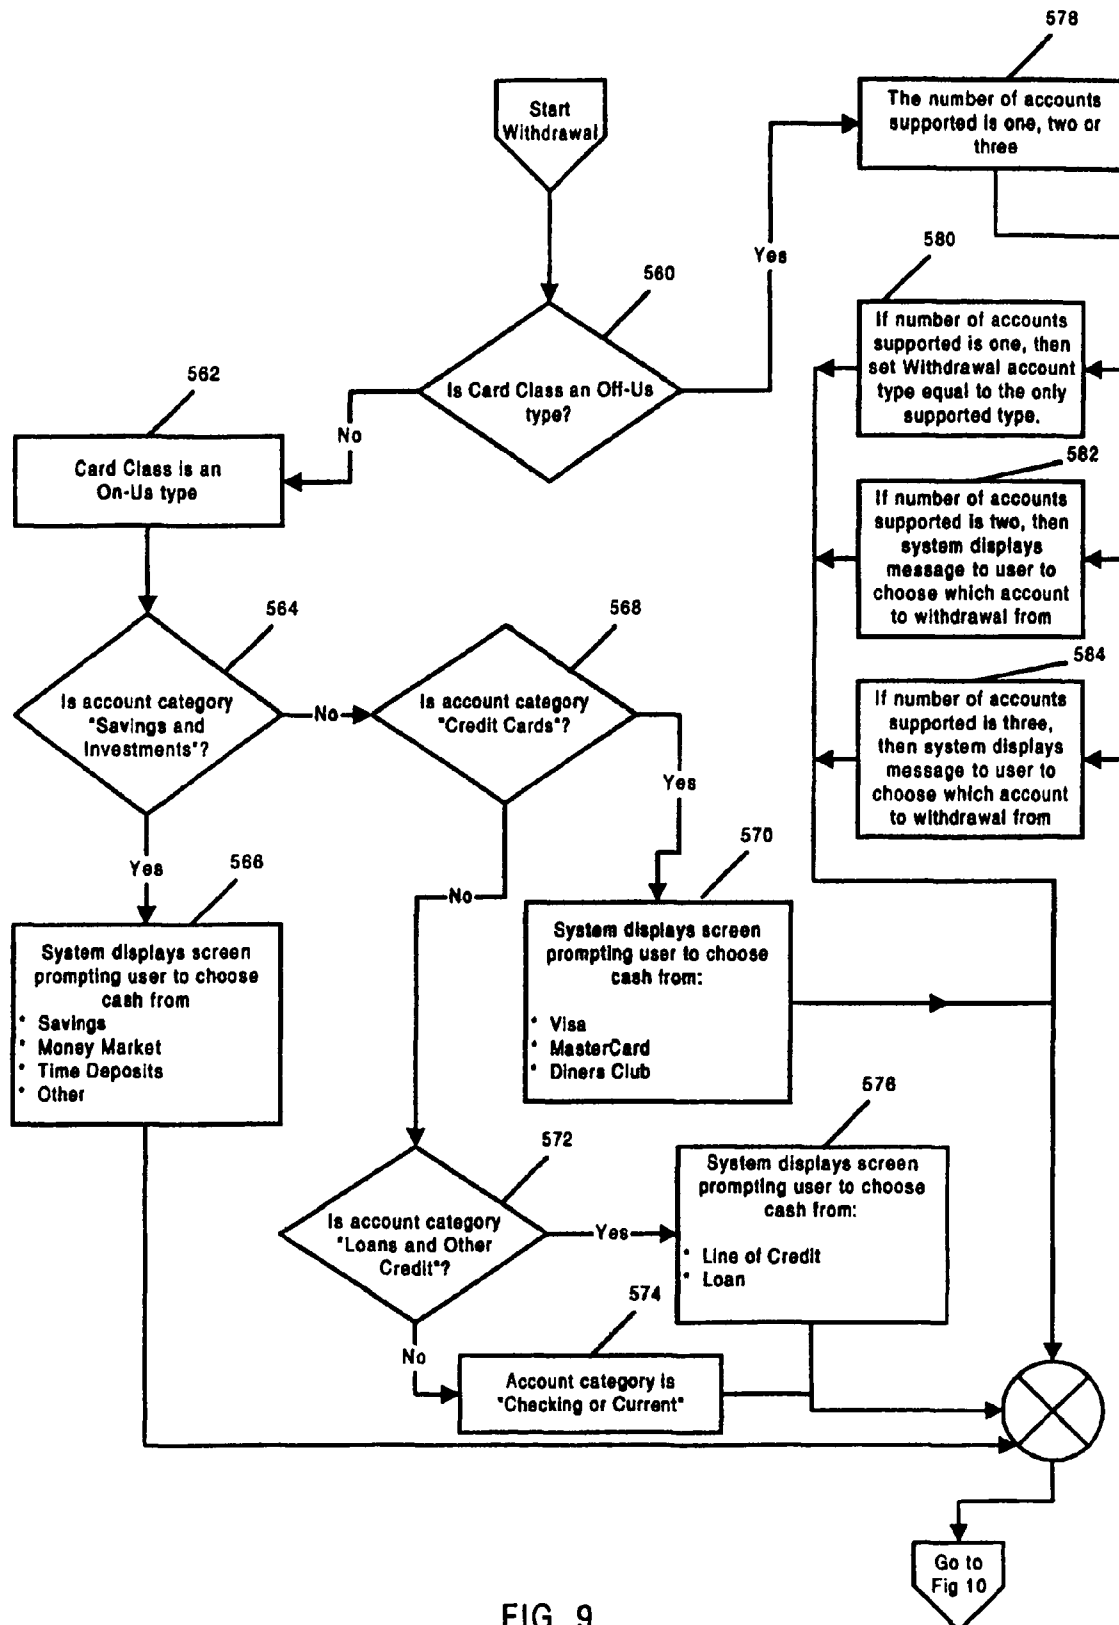 578
Start
Withdrawal
The number of accounts
supported is one, two or
three
Yes
580
560
If number of accounts
supported is one, then
set Withdrawal account
type equal to the only
supported type.
562
Is Card Class an Off-Us
type?
No
582
Card Class is an
On-Us type
If number of accounts
supported is two, then
system displays
message to user to
choose which account
to withdrawal from
564
568
584
Is account category
"Savings and
Investments"?
No
Is account category
"Credit Cards"?
If number of accounts
supported is three,
then system displays
message to user to
choose which account
to withdrawal from
Yes
570
Yes
566
No
System displays screen
prompting user to choose
cash from
* Savings
* Money Market
* Time Deposits
* Other
System displays screen
prompting user to choose
cash from:
* Visa
* MasterCard
* Diners Club
576
572
System displays screen
prompting user to choose
cash from:
* Line of Credit
* Loan
Is account category
"Loans and Other
Credit"?
Yes
574
No
Account category is
"Checking or Current"
Go to
Fig 10
FIG. 9